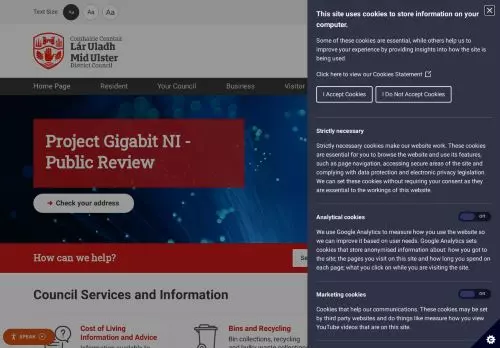 Text Size:
Aa
Aa
Aa
Comhairle Ceantair
Lár Uladh
Mid Ulster
District Council
Home Page
Resident
Your Council
Business
Visitor
Project Gigabit NI -
Public Review
Check your address
How can we help?
Council Services and Information
Cost of Living
Information and Advice
Bins and Recycling
Bin collections, recycling
SPEAK
This site uses cookies to store information on your
computer.
Some of these cookies are essential, while others help us to
improve your experience by providing insights into how the site is
being used.
Click here to view our Cookies Statement
I Accept Cookies
I Do Not Accept Cookies
Strictly necessary
Strictly necessary cookies make our website work. These cookies
are essential for you to browse the website and use its features,
such as page navigation, accessing secure areas of the site and
complying with data protection and electronic privacy legislation.
We can set these cookies without requiring your consent as they
are essential to the workings of this website.
Analytical cookies
Off
We use Google Analytics to measure how you use the website so
we can improve it based on user needs. Google Analytics sets
cookies that store anonymised information about: how you got to
the site; the pages you visit on this site and how long you spend on
each page; what you click on while you are visiting the site.
Marketing cookies
Off
Cookies that help our communications. These cookies may be set
by third party websites and do things like measure how you view
YouTube videos that are on this site.